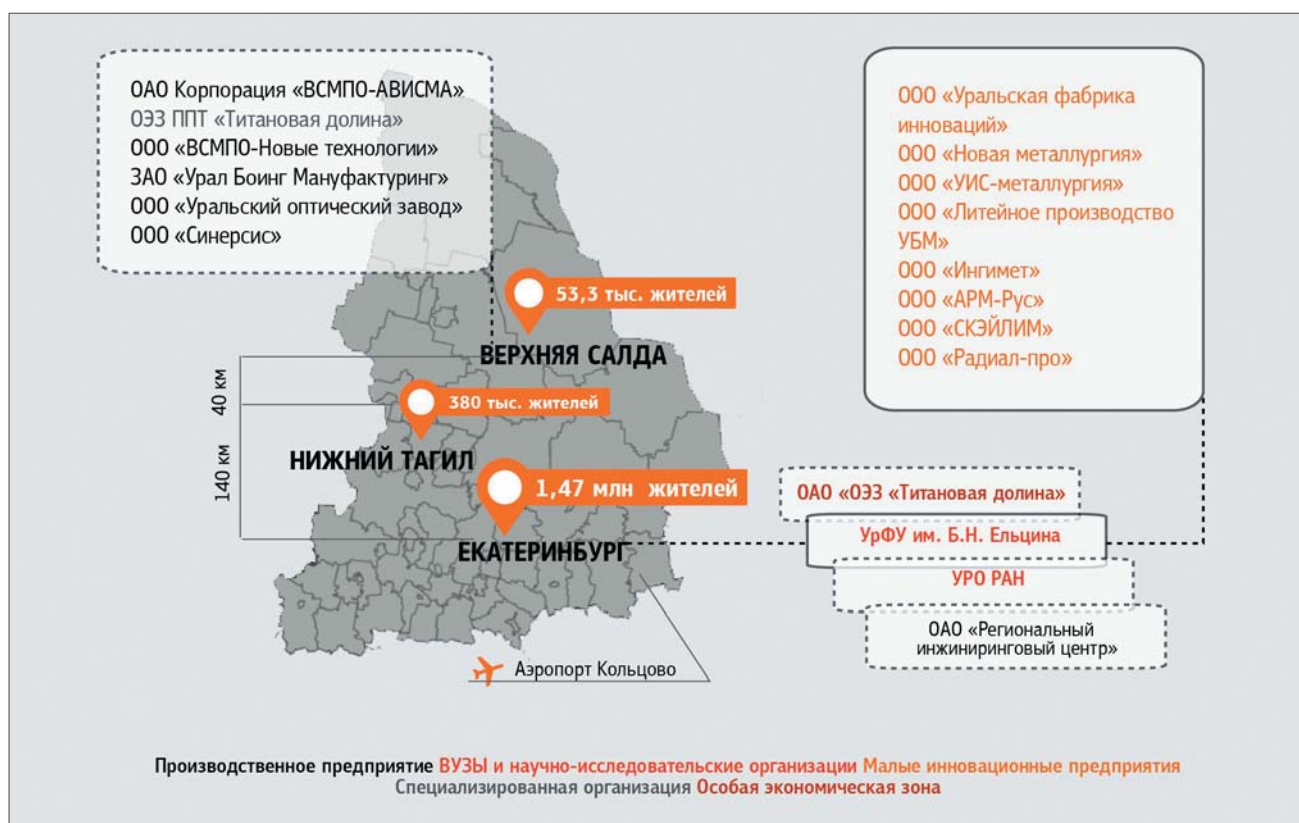 ОАО Корпорация «ВСМПО-АВИСМА»
ОЭЗ ППТ «Титановая долина»
ООО «ВСМПО-Новые технологии»
ЗАО «Урал Боинг Мануфактуринг»
ООО «Уральский оптический завод»
ООО «Синерсис»
ООО «Уральская фабрика
инноваций»
ООО «Новая металлургия»
ООО «УИС-металлургия»
ООО «Литейное производство
УБМ»
ООО «Ингимет»
ООО «АРМ-Рус»
ООО «СКЭЙЛИМ»
ООО «Радиал-про»
53,3 тыс. жителей
ВЕРХНЯЯ САЛДА
40 км
380 тыс. жителей
НИЖНИЙ ТАГИЛ
140 км
1,47 млн жителей
ЕКАТЕРИНБУРГ
ОАО «ОЭЗ «Титановая долина»
УрФУ им. Б.Н. Ельцина
УРО РАН
ОАО «Региональный
инжиниринговый центр»
Аэропорт Кольцово
Производственное предприятие ВУЗЫ и научно-исследовательские организации Малые инновационные предприятия
Специализированная организация Особая экономическая зона